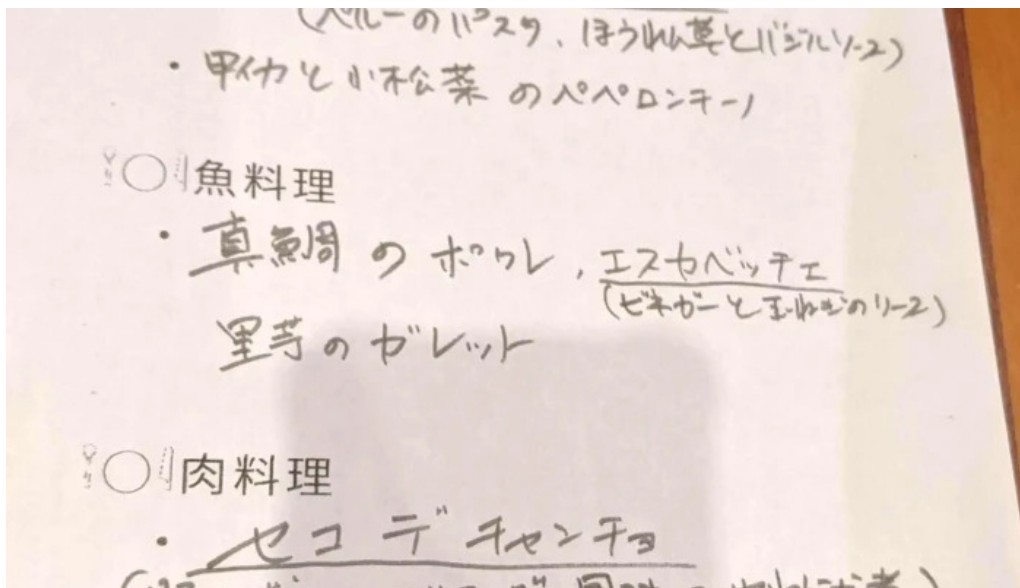 (ペルーのパスタ、ほうれん草とバジルソース)
・甲イカと小松菜のペペロンチーノ
○魚料理
・真鯛のポワレ、エスカベッチェ
(ビネガーと玉ねぎのソース)
里芋のガレット
○肉料理
・セコデチャンチョ